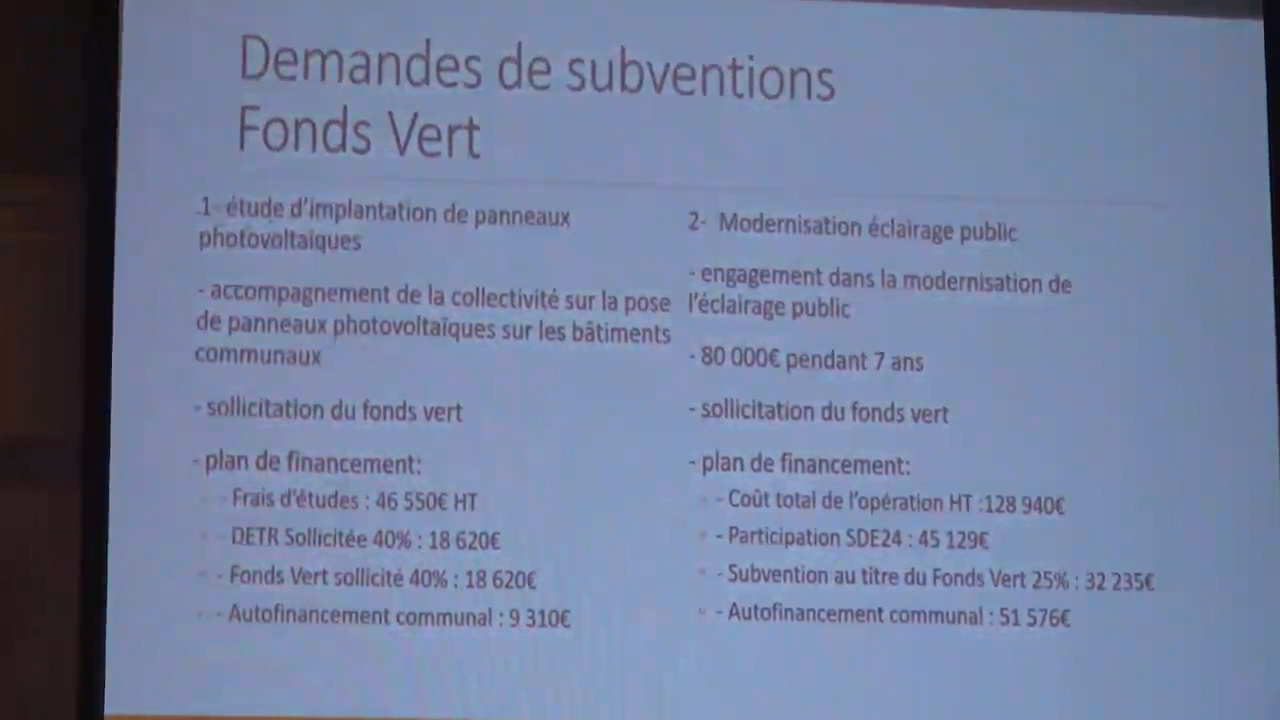 Demandes de subventions
Fonds Vert
1- étude d'implantation de panneaux
photovoltaïques
- accompagnement de la collectivité sur la pose
de panneaux photovoltaïques sur les bâtiments
communaux
- sollicitation du fonds vert
- plan de financement:
- Frais d'études : 46 550€ HT
- DETR Sollicitée 40% : 18 620€
- Fonds Vert sollicité 40% : 18 620€
- Autofinancement communal : 9 310€
2- Modernisation éclairage public
- engagement dans la modernisation de
l'éclairage public
- 80 000€ pendant 7 ans
- sollicitation du fonds vert
- plan de financement:
- Coût total de l'opération HT :128 940€
- Participation SDE24 : 45 129€
- Subvention au titre du Fonds Vert 25% : 32 235€
- Autofinancement communal : 51 576€